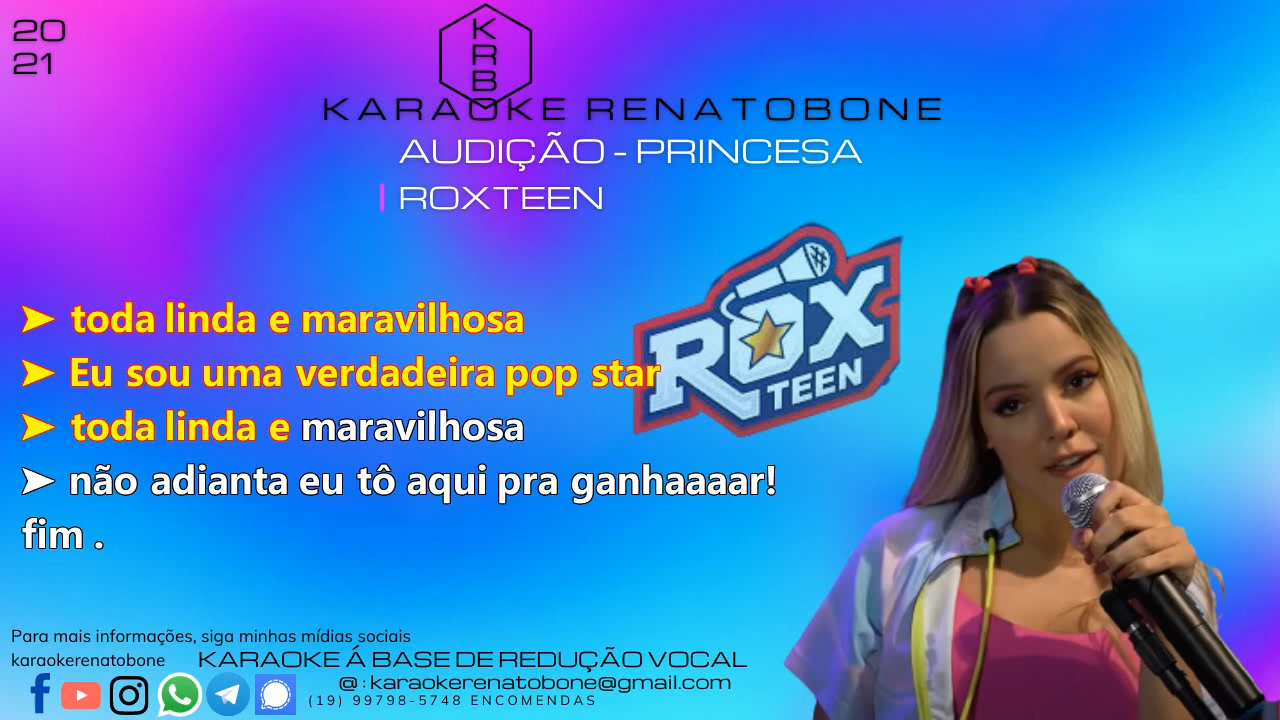 20
21
KRB
KARAOKE RENATOBONE
AUDIÇÃO - PRINCESA
ROXTEEN
ROX
TEEN
➤ toda linda e maravilhosa
➤ Eu sou uma verdadeira pop star
➤ toda linda e maravilhosa
➤ não adianta eu tô aqui pra ganhaaaar!
fim .
Para mais informações, siga minhas mídias sociais
karaokerenatobone
KARAOKE Á BASE DE REDUÇÃO VOCAL
@ : karaokerenatobone@gmail.com
(19) 99798-5748 ENCOMENDAS